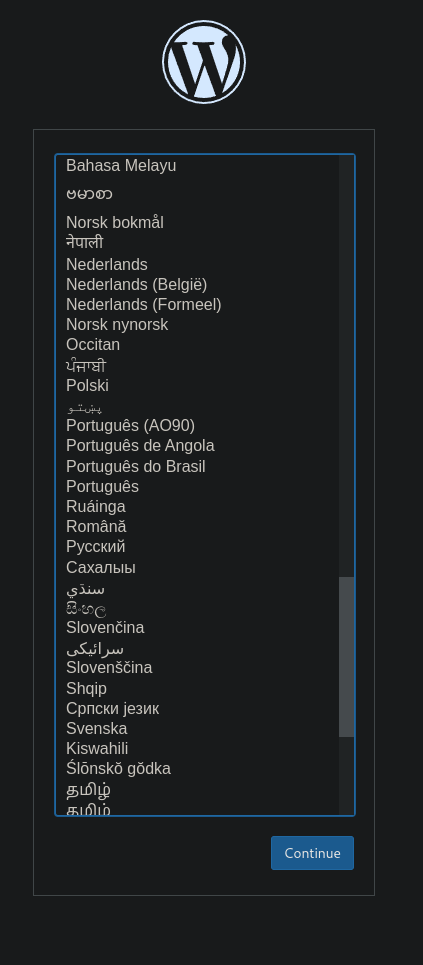 Bahasa Melayu
ဗမာစာ
Norsk bokmål
नेपाली
Nederlands
Nederlands (België)
Nederlands (Formeel)
Norsk nynorsk
Occitan
ਪੰਜਾਬੀ
Polski
پښتو
Português (AO90)
Português de Angola
Português do Brasil
Português
Ruáinga
Română
Русский
Сахалыы
سنڌي
සිංහල
Slovenčina
سرائیکی
Slovenščina
Shqip
Српски језик
Svenska
Kiswahili
Ślōnskŏ gŏdka
தமிழ்
தமிழ்
Continue